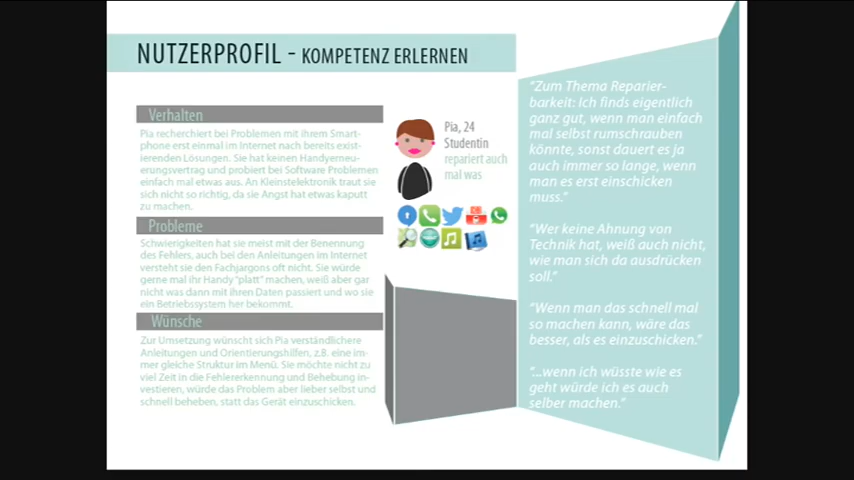 NUTZERPROFIL - KOMPETENZ ERLERNEN
Verhalten
Pia recherchiert bei Problemen mit ihrem Smart-
phone erst einmal im Internet nach bereits exist-
ierenden Lösungen. Sie hat keinen Handyerneu-
erungsvertrag und probiert bei Software Problemen
einfach mal etwas aus. An Kleinstelektronik traut sie
sich nicht so richtig, da sie Angst hat etwas kaputt
zu machen.
Probleme
Schwierigkeiten hat sie meist mit der Benennung
des Fehlers, auch bei den Anleitungen im Internet
versteht sie den Fachjargons oft nicht. Sie würde
gerne mal ihr Handy "platt" machen, weiß aber gar
nicht was dann mit ihren Daten passiert und wo sie
ein Betriebssystem her bekommt.
Wünsche
Zur Umsetzung wünscht sich Pia verständlichere
Anleitungen und Orientierungshilfen, z.B. eine im-
mer gleiche Struktur im Menü. Sie möchte nicht zu
viel Zeit in die Fehlererkennung und Behebung in-
vestieren, würde das Problem aber lieber selbst und
schnell beheben, statt das Gerät einzuschicken.
Pia, 24
Studentin
repariert auch
mal was
"Zum Thema Reparier-
barkeit: Ich finds eigentlich
ganz gut, wenn man einfach
mal selbst rumschrauben
könnte, sonst dauert es ja
auch immer so lange, wenn
man es erst einschicken
muss."
"Wer keine Ahnung von
Technik hat, weiß auch nicht,
wie man sich da ausdrücken
soll."
"Wenn man das schnell mal
so machen kann, wäre das
besser, als es einzuschicken."
"...wenn ich wüsste wie es
geht würde ich es auch
selber machen."